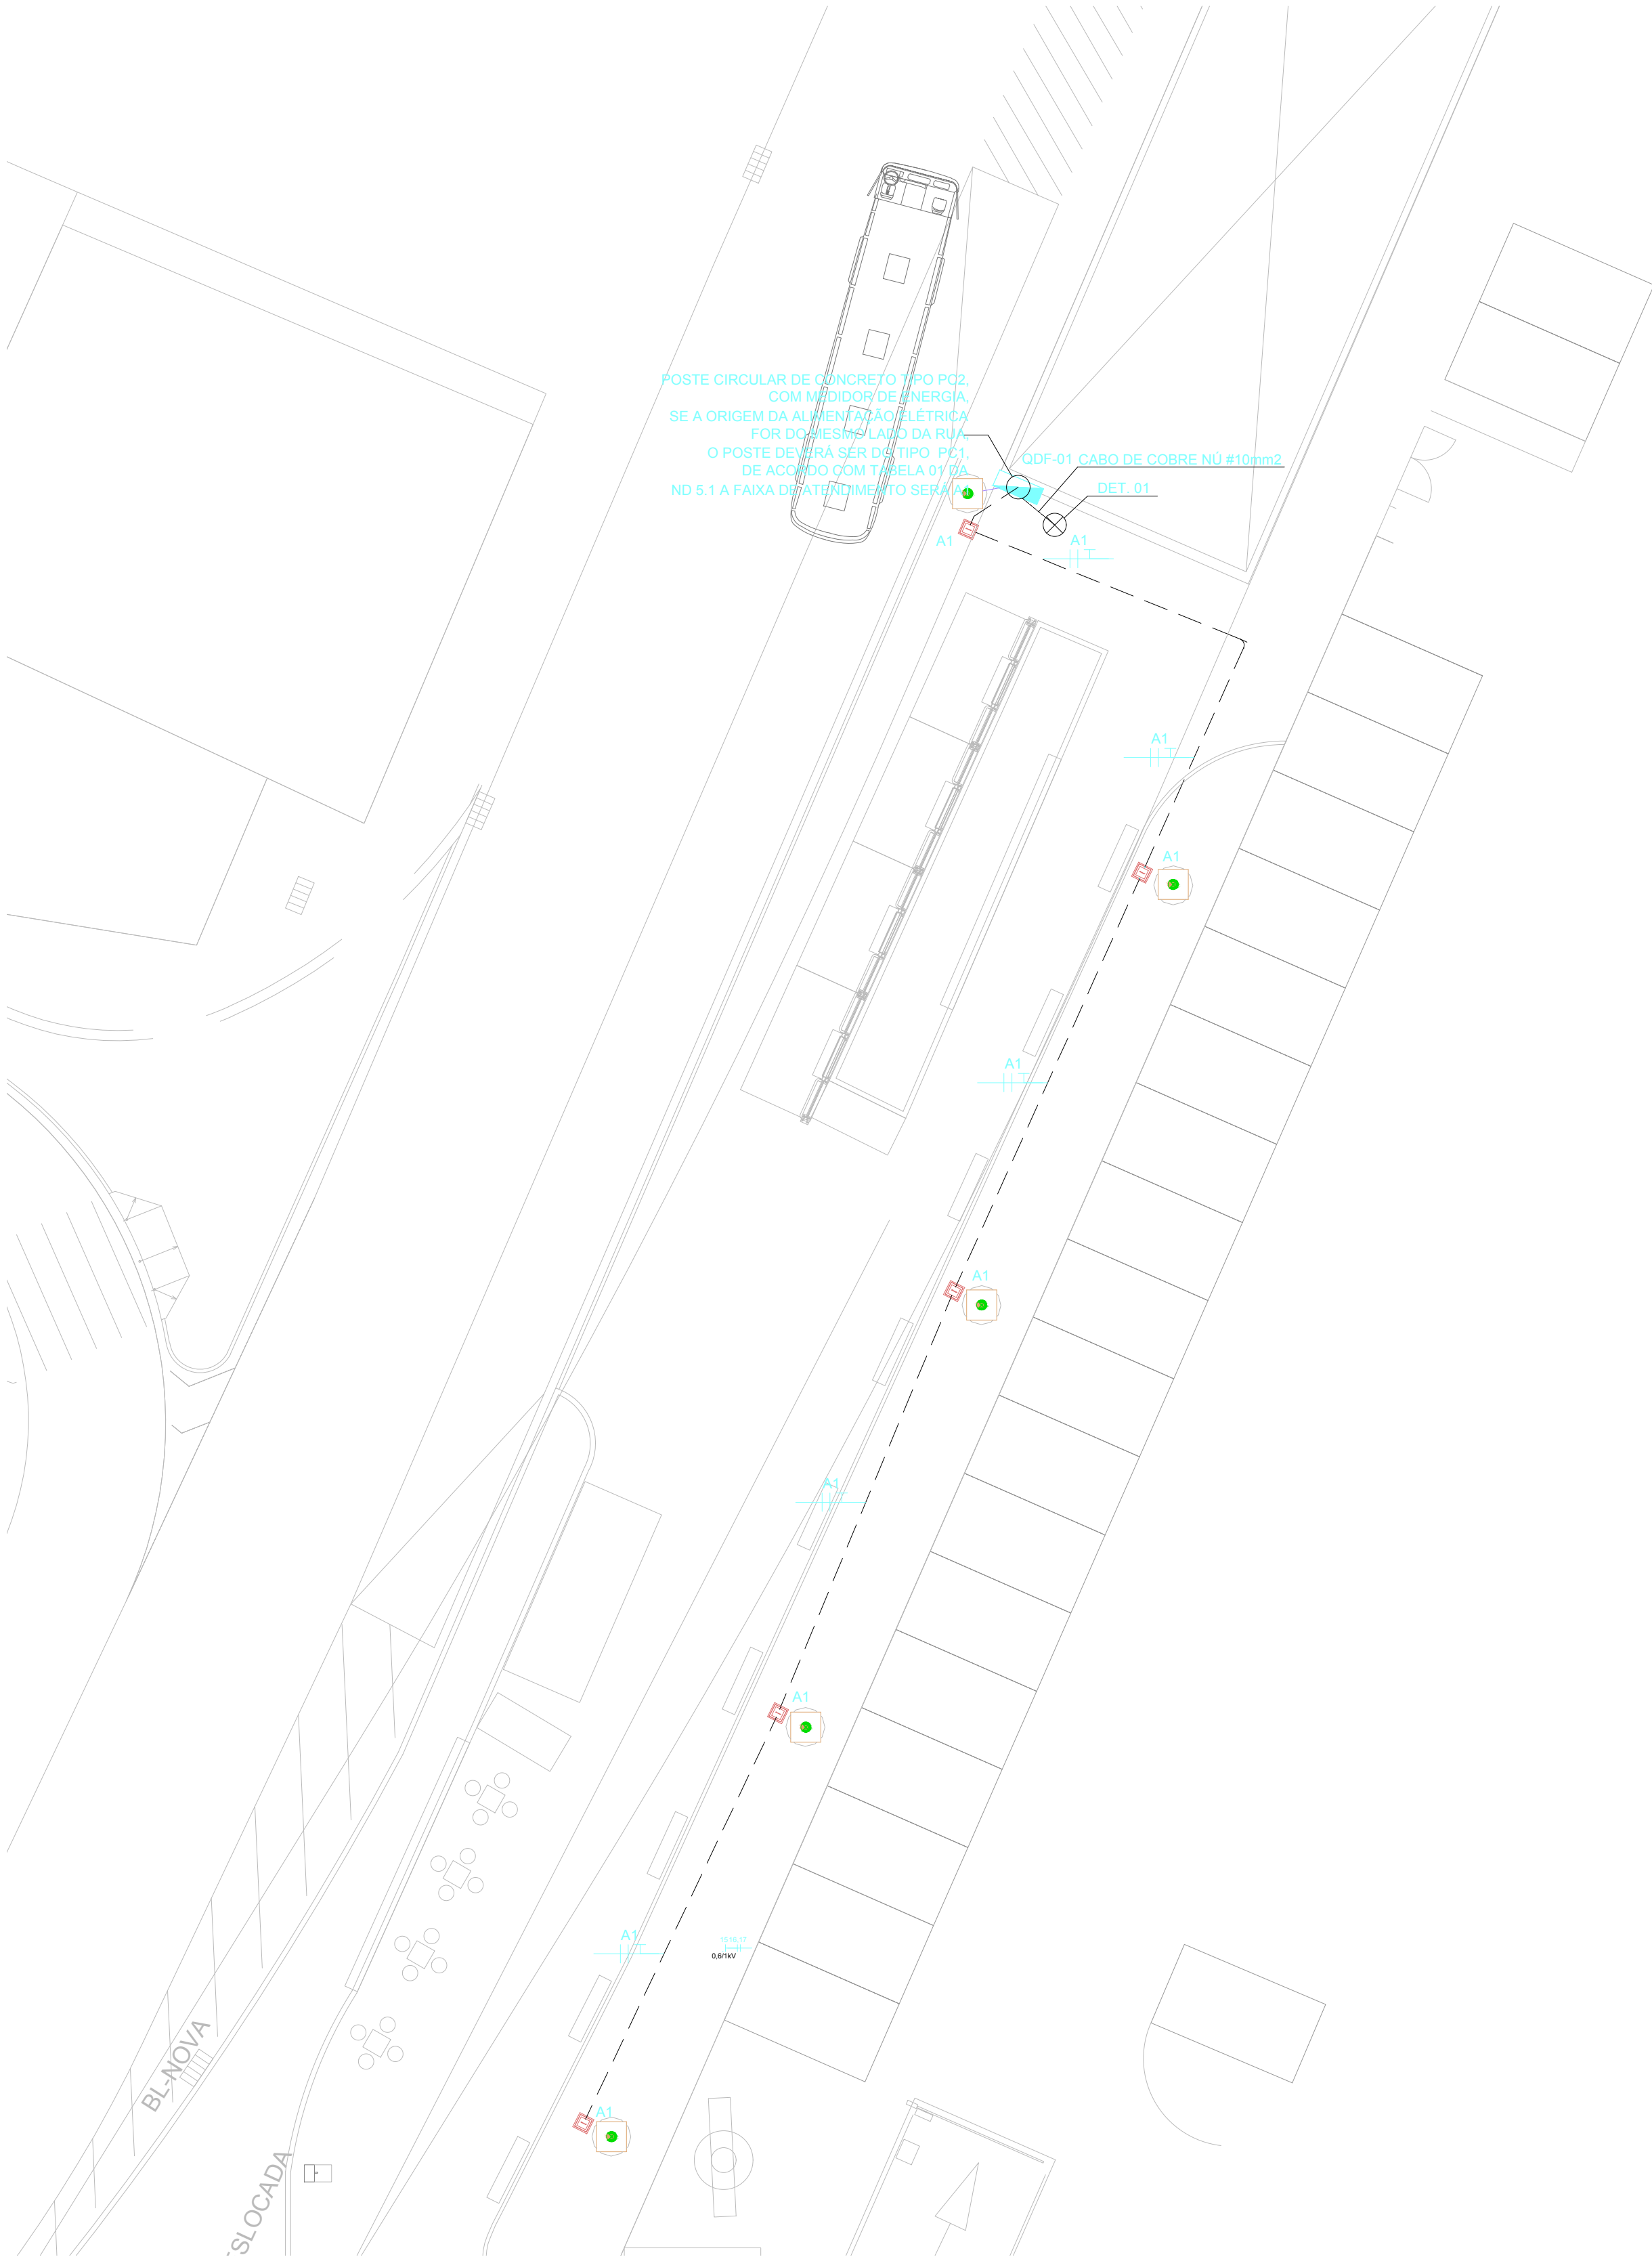 POSTE CIRCULAR DE CONCRETO TIPO PC2,
COM MEDIDOR DE ENERGIA,
SE A ORIGEM DA ALIMENTAÇÃO ELÉTRICA
FOR DO MESMO LADO DA RUA,
O POSTE DEVERÁ SER DO TIPO PC1,
DE ACORDO COM TABELA 01 DA
ND 5.1 A FAIXA DE ATENDIMENTO SERÁ A1
QDF-01 CABO DE COBRE NÚ #10mm2
DET. 01
A1
A1
A1
A1
A1
A1
A1
A1
A1
0,6/1kV
A1
BL-NOVA
ESLOCADA